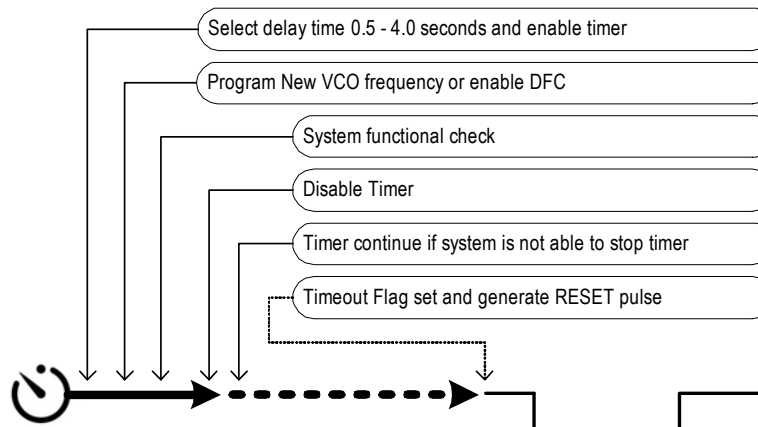 Select delay time 0.5 - 4.0 seconds and enable timer
Program New VCO frequency or enable DFC
System functional check
Disable Timer
Timer continue if system is not able to stop timer
Timeout Flag set and generate RESET pulse